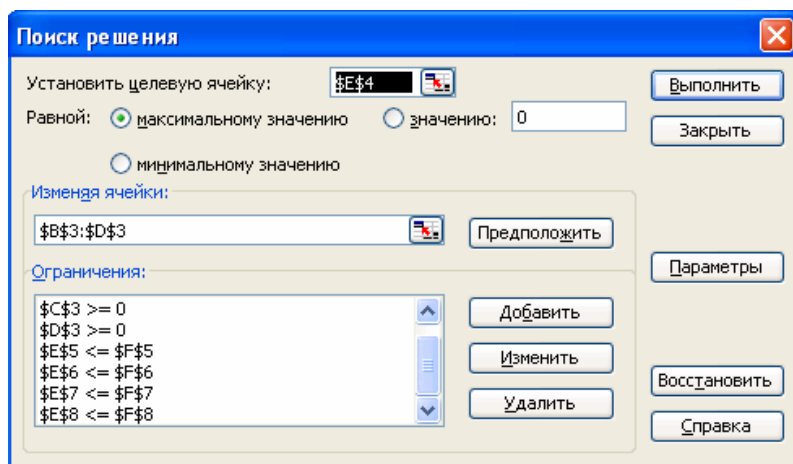 Поиск решения
Установить целевую ячейку: $E$4
Выполнить
Равной: максимальному значению значению: 0
Закрыть
минимальному значению
Изменяя ячейки:
$B$3:$D$3
Предположить
Параметры
Ограничения:
$C$3 >= 0
$D$3 >= 0
$E$5 <= $F$5
$E$6 <= $F$6
$E$7 <= $F$7
$E$8 <= $F$8
Добавить
Изменить
Удалить
Восстановить
Справка